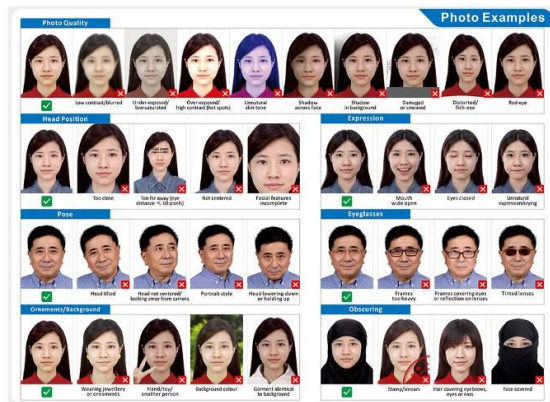 Photo Examples
Photo Quality
Low contrast/blurred
Under-exposed/
low-saturated
Over-exposed/
high contrast (hot spots)
Unnatural
skin tone
Shadow
across face
Shadow
in background
Damaged
or smeared
Distorted/
fish-eye
Red-eye
Head Position
Too close
Too far away (eye
distance < 60 pixels)
Not centered
Facial features
incomplete
Expression
Mouth
wide open
Eyes closed
Unnatural
expression/crying
Pose
Head tilted
Head not centered/
looking away from camera
Portrait style
Head lowering down
or holding up
Eyeglasses
Frames
too heavy
Frames covering eyes
or reflection on lenses
Tinted lenses
Ornaments/Background
Wearing jewellery
or ornaments
Hand/toy/
another person
Background colour
Garment identical
to background
Obscuring
Stamp/smears
Hair covering eyebrows,
eyes or ears
Face covered